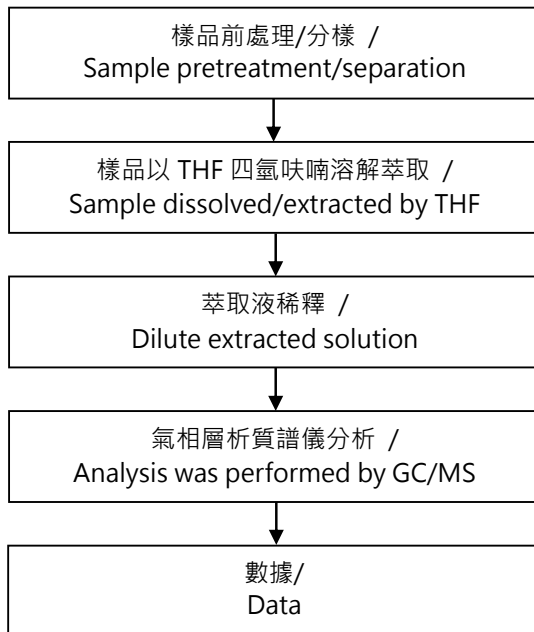 樣品前處理/分樣 /
Sample pretreatment/separation
樣品以 THF 四氫呋喃溶解萃取 /
Sample dissolved/extracted by THF
萃取液稀釋 /
Dilute extracted solution
氣相層析質譜儀分析 /
Analysis was performed by GC/MS
數據/
Data